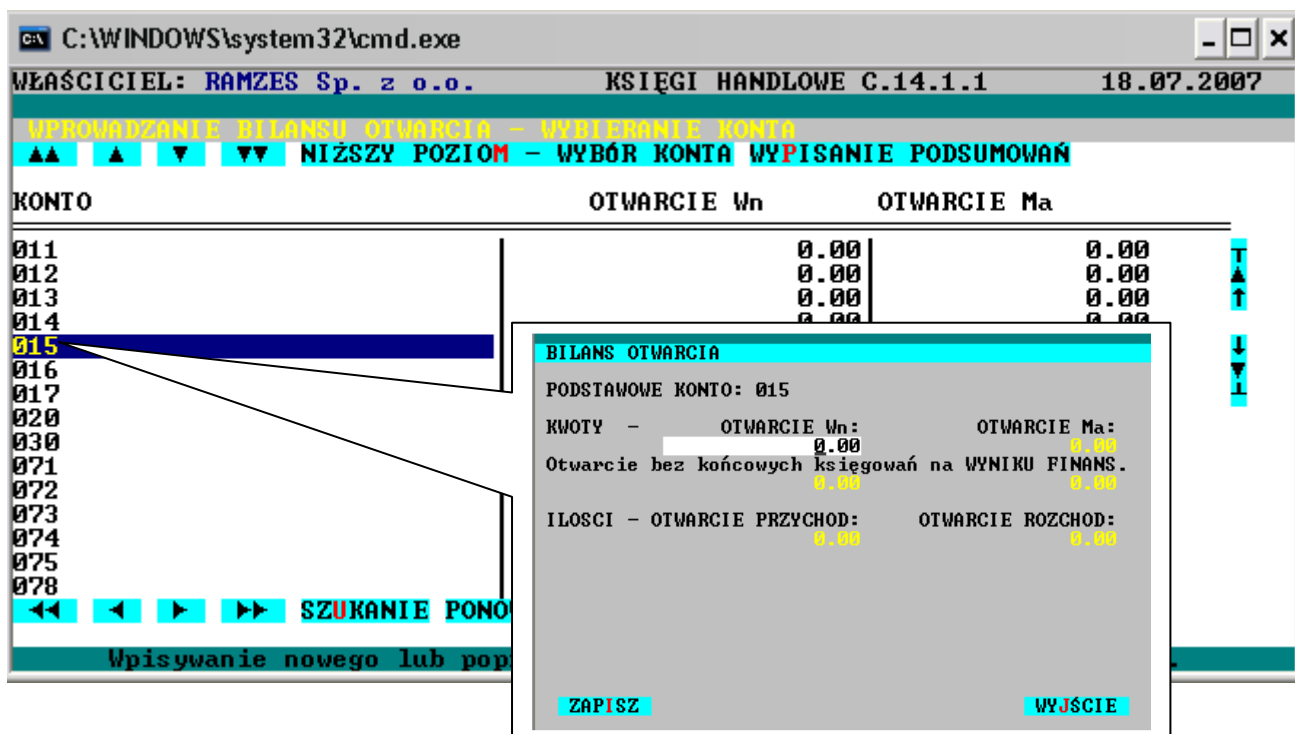 C:\WINDOWS\system32\cmd.exe
WŁAŚCICIEL: RAMZES Sp. z o.o. KSIĘGI HANDLOWE C.14.1.1 18.07.2007
WPROWADZANIE BILANSU OTWARCIA - WYBIERANIE KONTA
NIŻSZY POZIOM - WYBÓR KONTA WYPISANIE PODSUMOWAŃ
KONTO OTWARCIE Wn OTWARCIE Ma
011 0.00 0.00
012 0.00 0.00
013 0.00 0.00
014 0.00 0.00
015
016
017
020
030
071
072
073
074
075
078
SZUKANIE PONO
Wpisywanie nowego lub pop
BILANS OTWARCIA
PODSTAWOWE KONTO: 015
KWOTY - OTWARCIE Wn: OTWARCIE Ma:
0.00 0.00
Otwarcie bez końcowych księgowań na WYNIKU FINANS.
0.00 0.00
ILOSCI - OTWARCIE PRZYCHOD: OTWARCIE ROZCHOD:
0.00 0.00
ZAPISZ WYJŚCIE